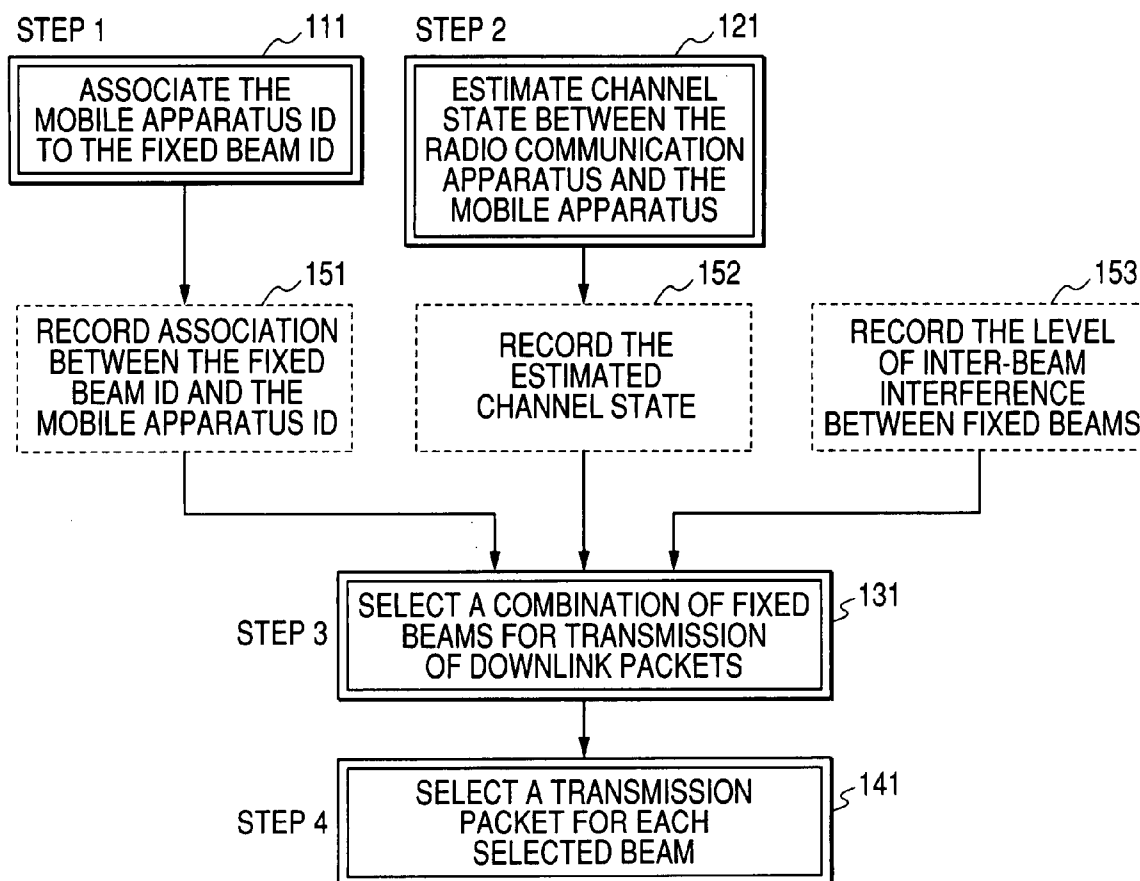 STEP 1
111
ASSOCIATE THE
MOBILE APPARATUS ID
TO THE FIXED BEAM ID
STEP 2
121
ESTIMATE CHANNEL
STATE BETWEEN THE
RADIO COMMUNICATION
APPARATUS AND THE
MOBILE APPARATUS
151
RECORD ASSOCIATION
BETWEEN THE FIXED
BEAM ID AND THE
MOBILE APPARATUS ID
152
RECORD THE
ESTIMATED
CHANNEL STATE
153
RECORD THE LEVEL
OF INTER-BEAM
INTERFERENCE
BETWEEN FIXED BEAMS
STEP 3
131
SELECT A COMBINATION OF FIXED
BEAMS FOR TRANSMISSION
OF DOWNLINK PACKETS
STEP 4
141
SELECT A TRANSMISSION
PACKET FOR EACH
SELECTED BEAM